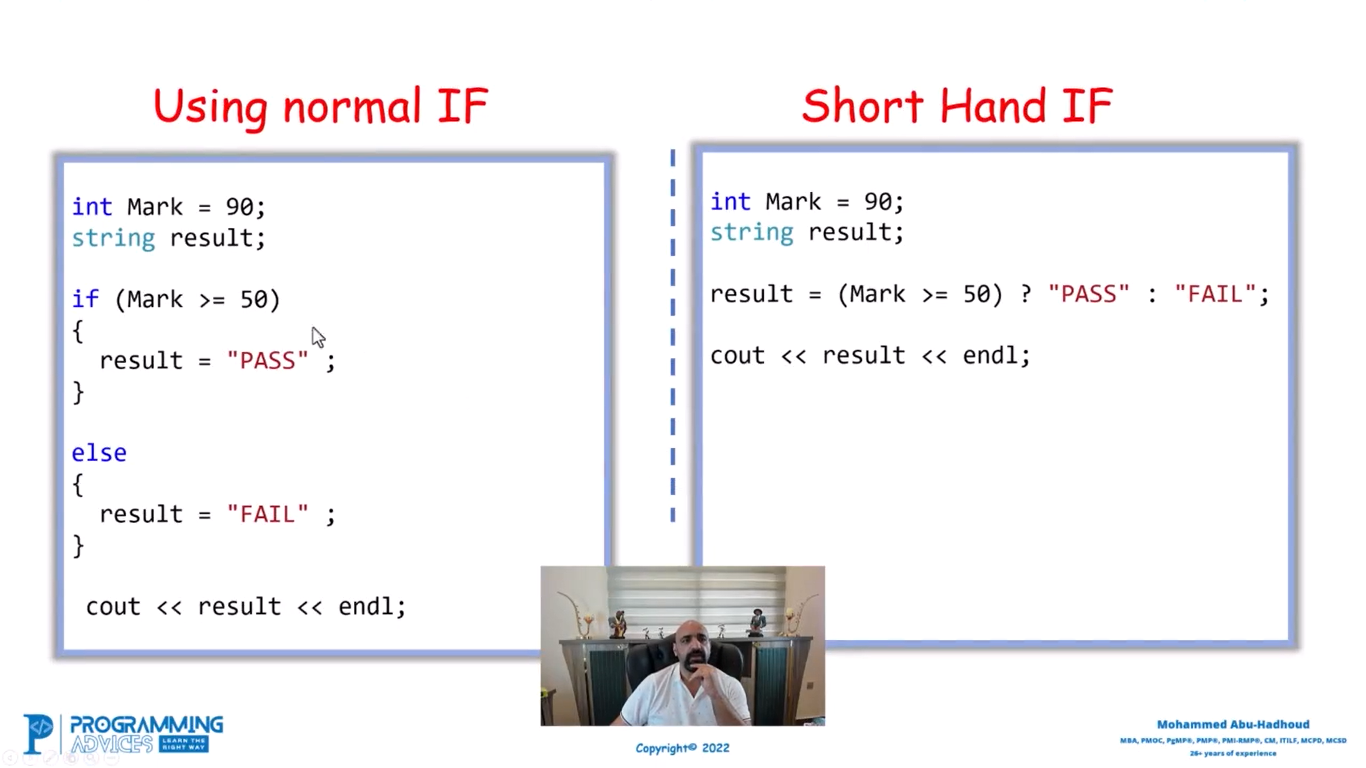 Using normal IF
int Mark = 90;
string result;
if (Mark >= 50)
{
result = "PASS" ;
}
else
{
result = "FAIL" ;
}
cout << result << endl;
Short Hand IF
int Mark = 90;
string result;
result = (Mark >= 50) ? "PASS" : "FAIL";
cout << result << endl;
PROGRAMMING
ADVICES
LEARN THE
RIGHT WAY
Copyright© 2022
Mohammed Abu-Hadhoud
MBA, PMOC, PgMP®, PMP®, PMI-RMP®, CM, ITILF, MCPD, MCSD
26+ years of experience